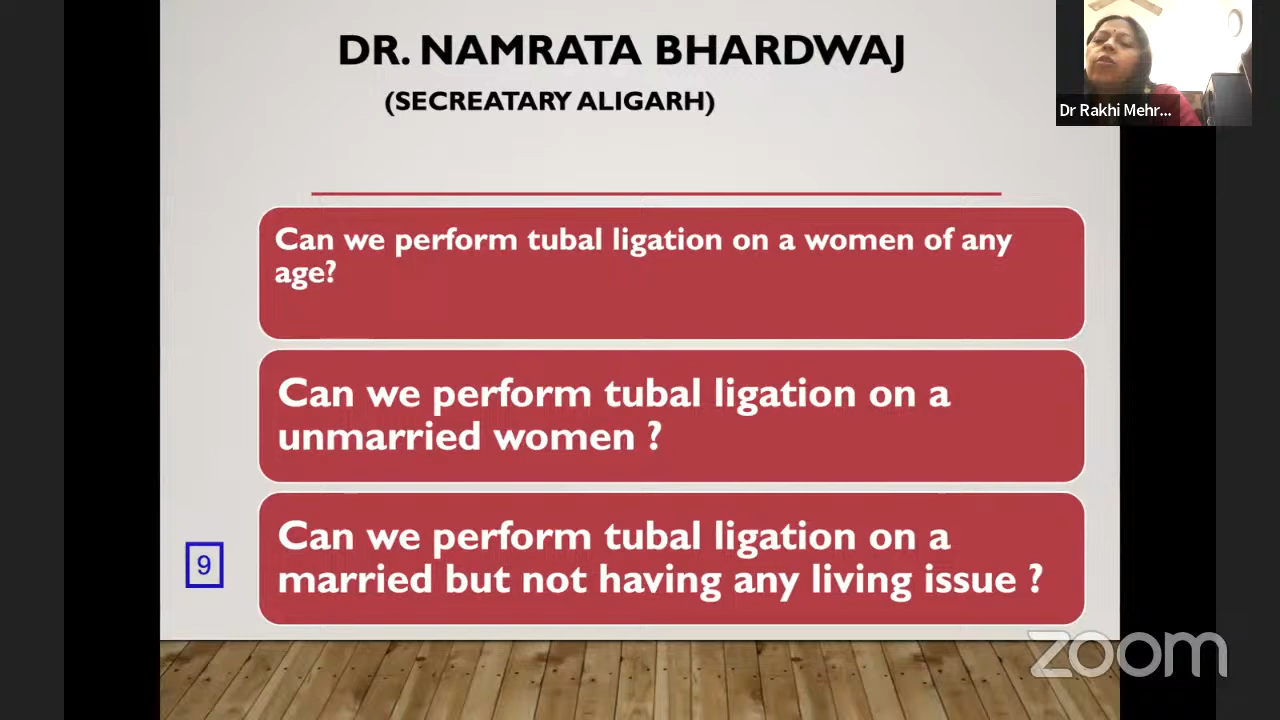 DR. NAMRATA BHARDWAJ
(SECREATARY ALIGARH)
Dr Rakhi Mehr...
Can we perform tubal ligation on a women of any
age?
Can we perform tubal ligation on a
unmarried women ?
Can we perform tubal ligation on a
married but not having any living issue ?
9
zoom